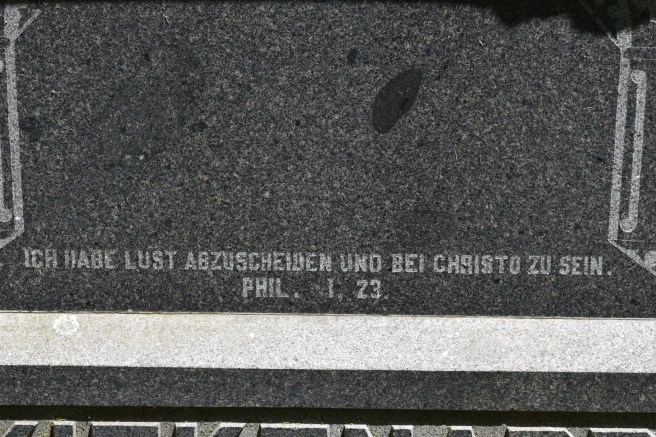 ICH HABE LUST ABZUSCHEIDEN UND BEI CHRISTO ZU SEIN.
PHIL. 1. 23.